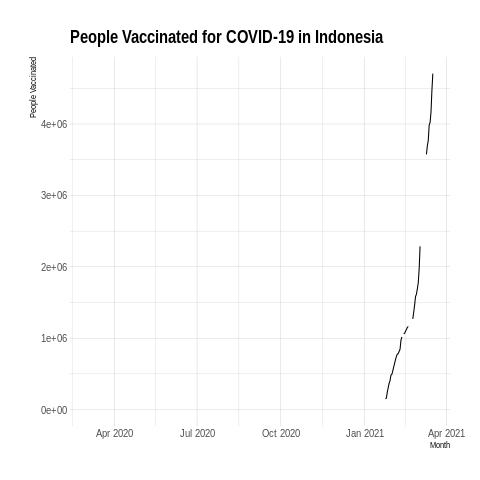 People Vaccinated for COVID-19 in Indonesia
People Vaccinated
4e+06
3e+06
2e+06
1e+06
0e+00
Apr 2020 Jul 2020 Oct 2020 Jan 2021 Apr 2021
Month